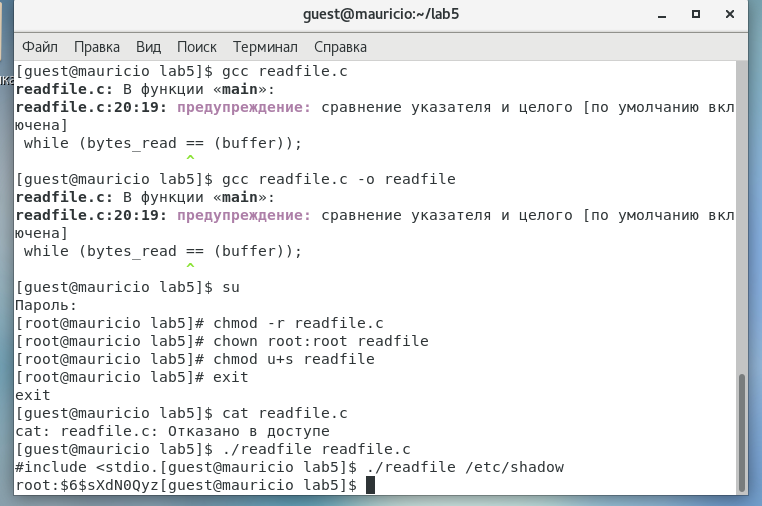 guest@mauricio:~/lab5
Файл Правка Вид Поиск Терминал Справка
[guest@mauricio lab5]$ gcc readfile.c
readfile.c: В функции «main»:
readfile.c:20:19: предупреждение: сравнение указателя и целого [по умолчанию вкл
ючена]
 while (bytes_read == (buffer));
                   ^
[guest@mauricio lab5]$ gcc readfile.c -o readfile
readfile.c: В функции «main»:
readfile.c:20:19: предупреждение: сравнение указателя и целого [по умолчанию вкл
ючена]
 while (bytes_read == (buffer));
                   ^
[guest@mauricio lab5]$ su
Пароль:
[root@mauricio lab5]# chmod -r readfile.c
[root@mauricio lab5]# chown root:root readfile
[root@mauricio lab5]# chmod u+s readfile
[root@mauricio lab5]# exit
exit
[guest@mauricio lab5]$ cat readfile.c
cat: readfile.c: Отказано в доступе
[guest@mauricio lab5]$ ./readfile readfile.c
#include <stdio.[guest@mauricio lab5]$ ./readfile /etc/shadow
root:$6$sXdN0Qyz[guest@mauricio lab5]$